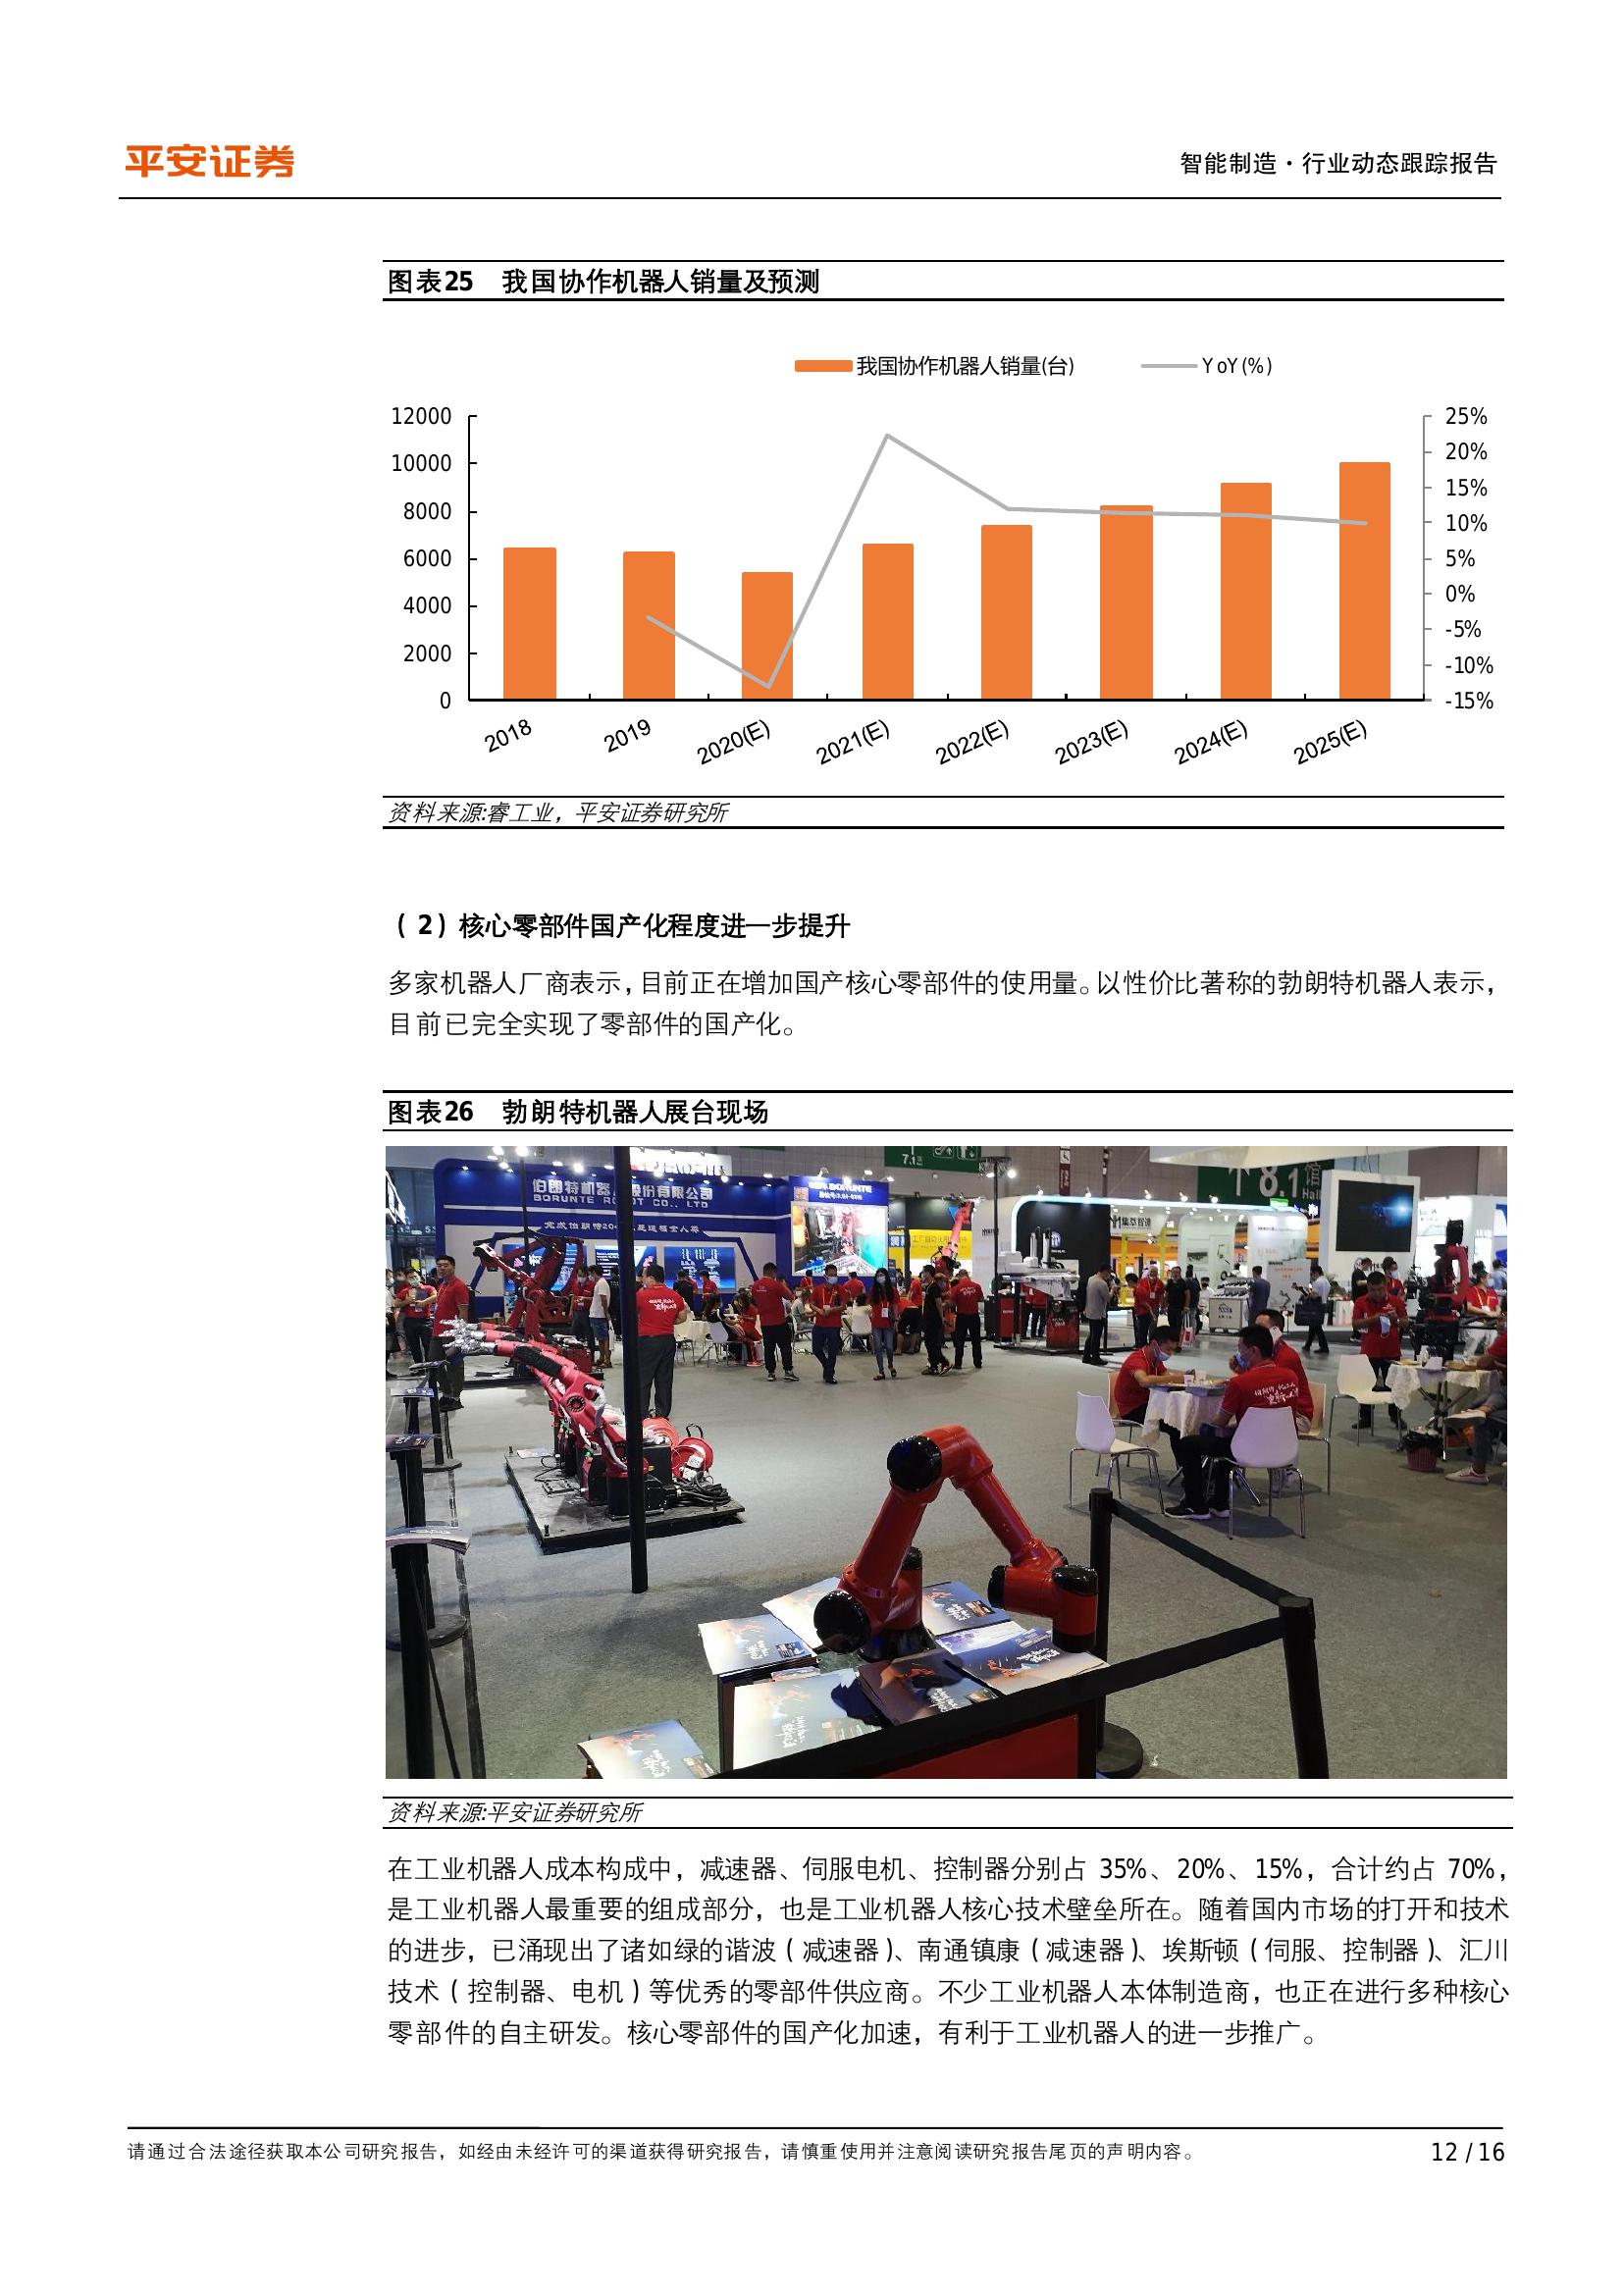 平安证券
智能制造·行业动态跟踪报告
图表25 我国协作机器人销量及预测
我国协作机器人销量(台) YoY(%)
12000 25%
10000 20%
8000 15%
6000 10%
4000 5%
2000 0%
0 -5%
-10%
-15%
2018 2019 2020(E) 2021(E) 2022(E) 2023(E) 2024(E) 2025(E)
资料来源:睿工业，平安证券研究所
（2）核心零部件国产化程度进一步提升
多家机器人厂商表示，目前正在增加国产核心零部件的使用量。以性价比著称的勃朗特机器人表示，
目前已完全实现了零部件的国产化。
图表26 勃朗特机器人展台现场
7.1
8.1馆
Hall
伯朗特机器 股份有限公司
BORUNTE RO OT CO., LTD
资料来源:平安证券研究所
在工业机器人成本构成中，减速器、伺服电机、控制器分别占 35%、20%、15%，合计约占 70%，
是工业机器人最重要的组成部分，也是工业机器人核心技术壁垒所在。随着国内市场的打开和技术
的进步，已涌现出了诸如绿的谐波（减速器）、南通镇康（减速器）、埃斯顿（伺服、控制器）、汇川
技术（控制器、电机）等优秀的零部件供应商。不少工业机器人本体制造商，也正在进行多种核心
零部件的自主研发。核心零部件的国产化加速，有利于工业机器人的进一步推广。
请通过合法途径获取本公司研究报告，如经由未经许可的渠道获得研究报告，请慎重使用并注意阅读研究报告尾页的声明内容。
12 / 16